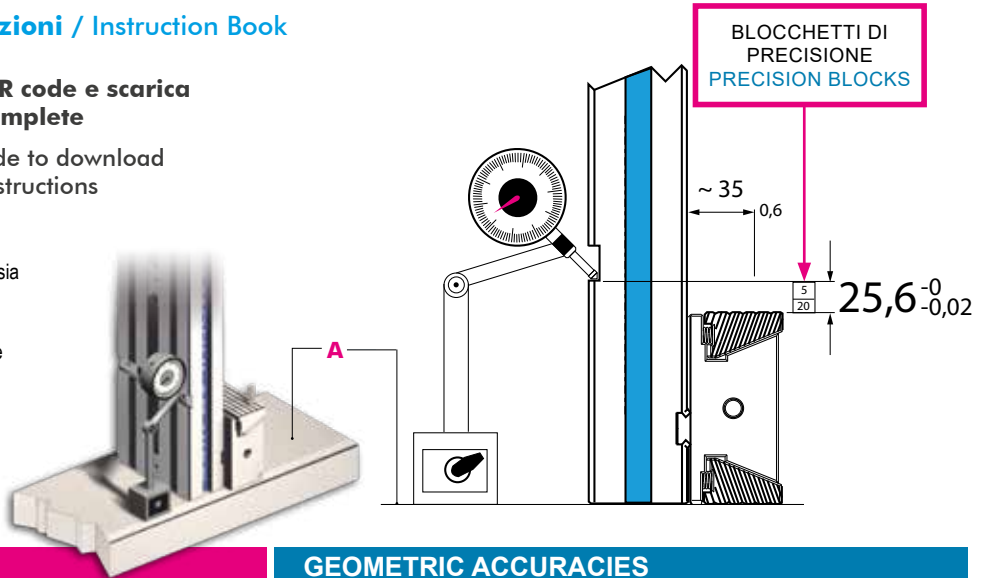 zioni / Instruction Book
R code e scarica
mplete
de to download
structions
sia
e
BLOCCHETTI DI
PRECISIONE
PRECISION BLOCKS
~ 35
0,6
5
20
25,6 -0 -0,02
A
GEOMETRIC ACCURACIES